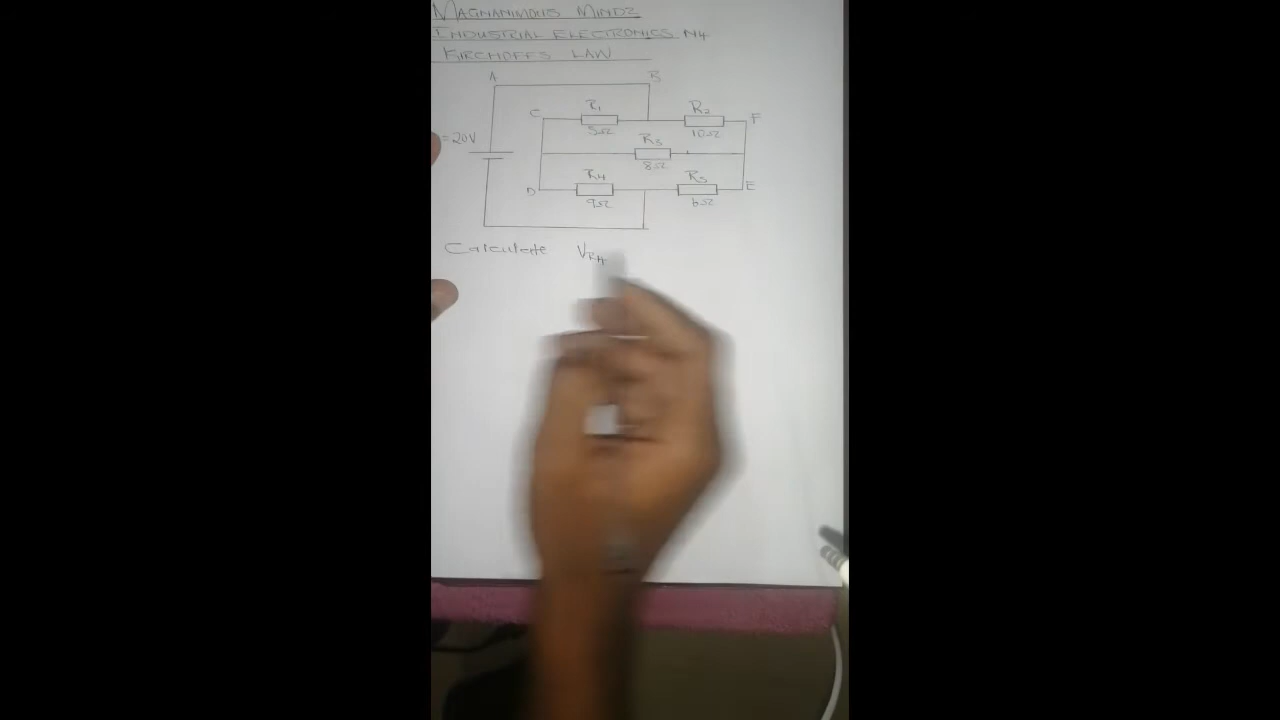 MAGNANIMOUS MINDZ
INDUSTRIAL ELECTRONICS N4
KIRCHOFFS LAW
A B
C R1 R2 F
5Ω 10Ω
=20V R3
8Ω
D R4 R5 E
9Ω 6Ω
Calculate VR4